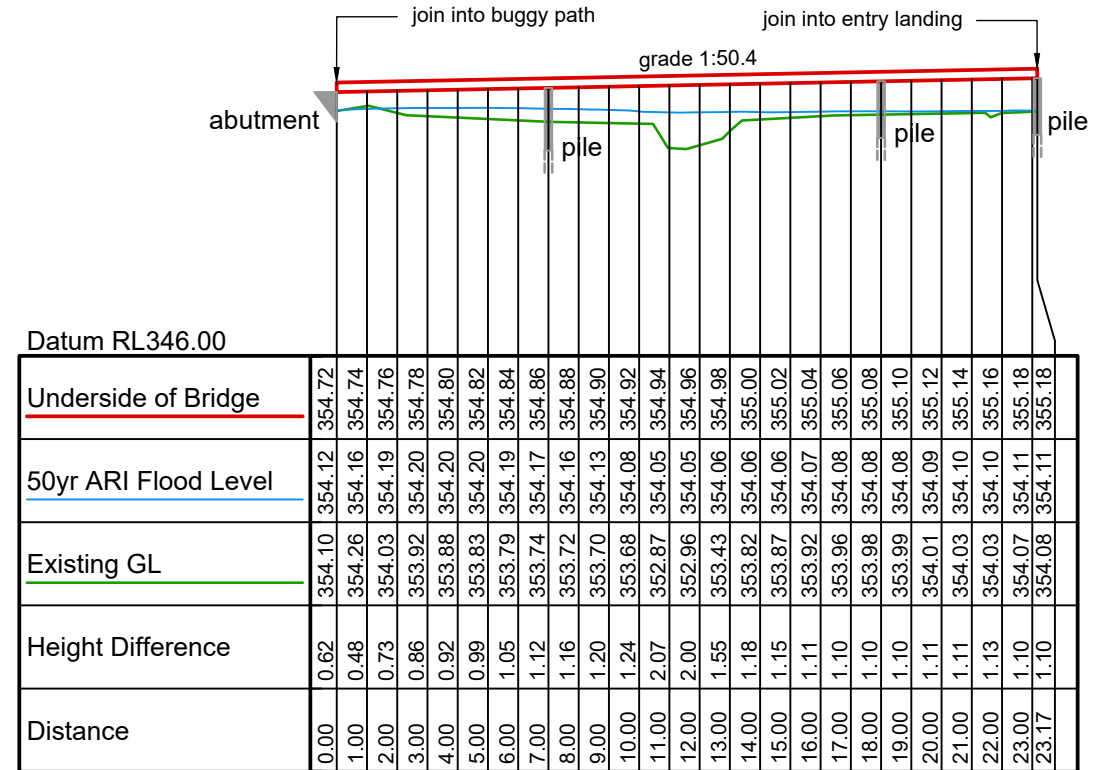 join into buggy path
join into entry landing
grade 1:50.4
abutment
pile
pile
pile
Datum RL346.00
Underside of Bridge 354.72 354.74 354.76 354.78 354.80 354.82 354.84 354.86 354.88 354.90 354.92 354.94 354.96 354.98 355.00 355.02 355.04 355.06 355.08 355.10 355.12 355.14 355.16 355.18 355.18
50yr ARI Flood Level 354.12 354.16 354.19 354.20 354.20 354.20 354.19 354.17 354.16 354.13 354.08 354.05 354.05 354.06 354.06 354.06 354.07 354.08 354.08 354.08 354.09 354.10 354.10 354.11 354.11
Existing GL 354.10 354.26 354.03 353.92 353.88 353.83 353.79 353.74 353.72 353.70 353.68 352.87 352.96 353.43 353.82 353.87 353.92 353.96 353.98 353.99 354.01 354.03 354.03 354.07 354.08
Height Difference 0.62 0.48 0.73 0.86 0.92 0.99 1.05 1.12 1.16 1.20 1.24 2.07 2.00 1.55 1.18 1.15 1.11 1.10 1.10 1.10 1.11 1.11 1.13 1.10 1.10
Distance 0.00 1.00 2.00 3.00 4.00 5.00 6.00 7.00 8.00 9.00 10.00 11.00 12.00 13.00 14.00 15.00 16.00 17.00 18.00 19.00 20.00 21.00 22.00 23.00 23.17